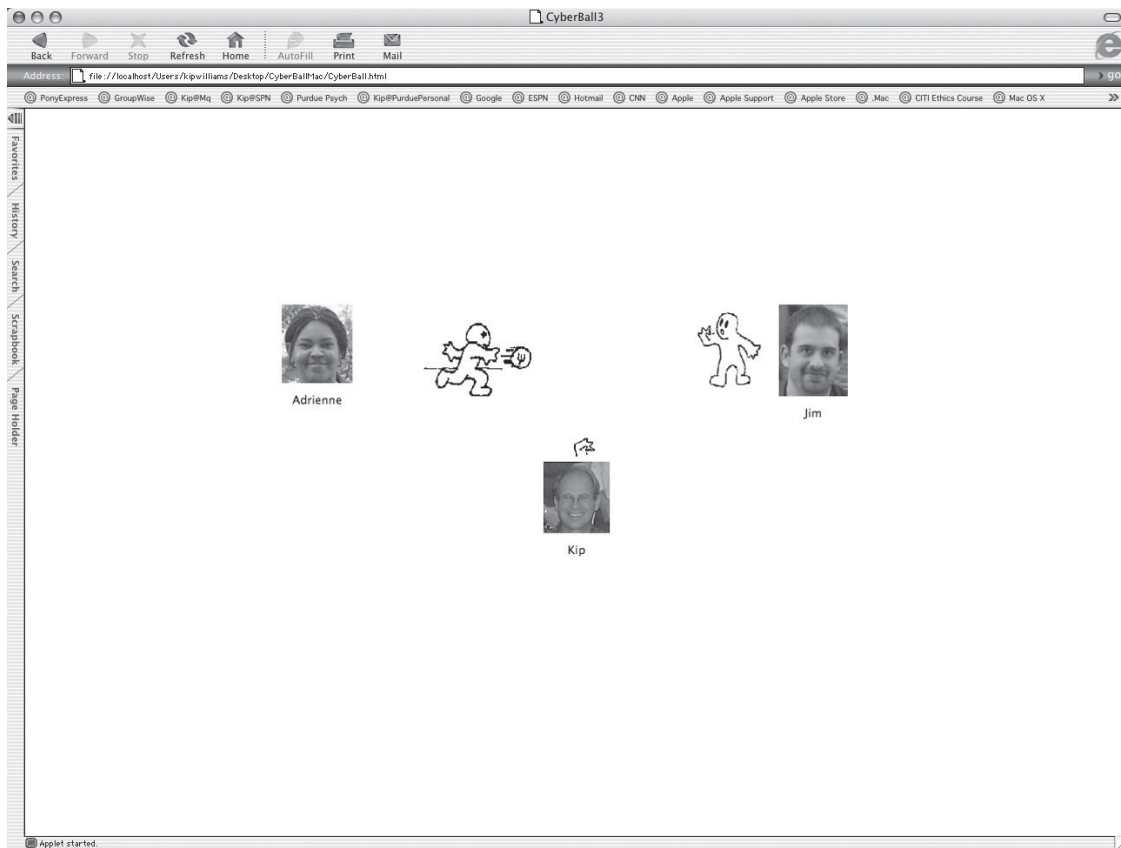 CyberBall3
Back Forward Stop Refresh Home AutoFill Print Mail
Address: file://localhost/Users/kipwilliams/Desktop/CyberBallMac/CyberBall.html go
@ PonyExpress @ GroupWise @ Kip@Mq @ Kip@SPN @ Purdue Psych @ Kip@PurduePersonal @ Google @ ESPN @ Hotmail @ CNN @ Apple @ Apple Support @ Apple Store @ .Mac @ CITI Ethics Course @ Mac OS X »
Favorites
History
Search
Scrapbook
Page Holder
Adrienne
Jim
Kip
Applet started.